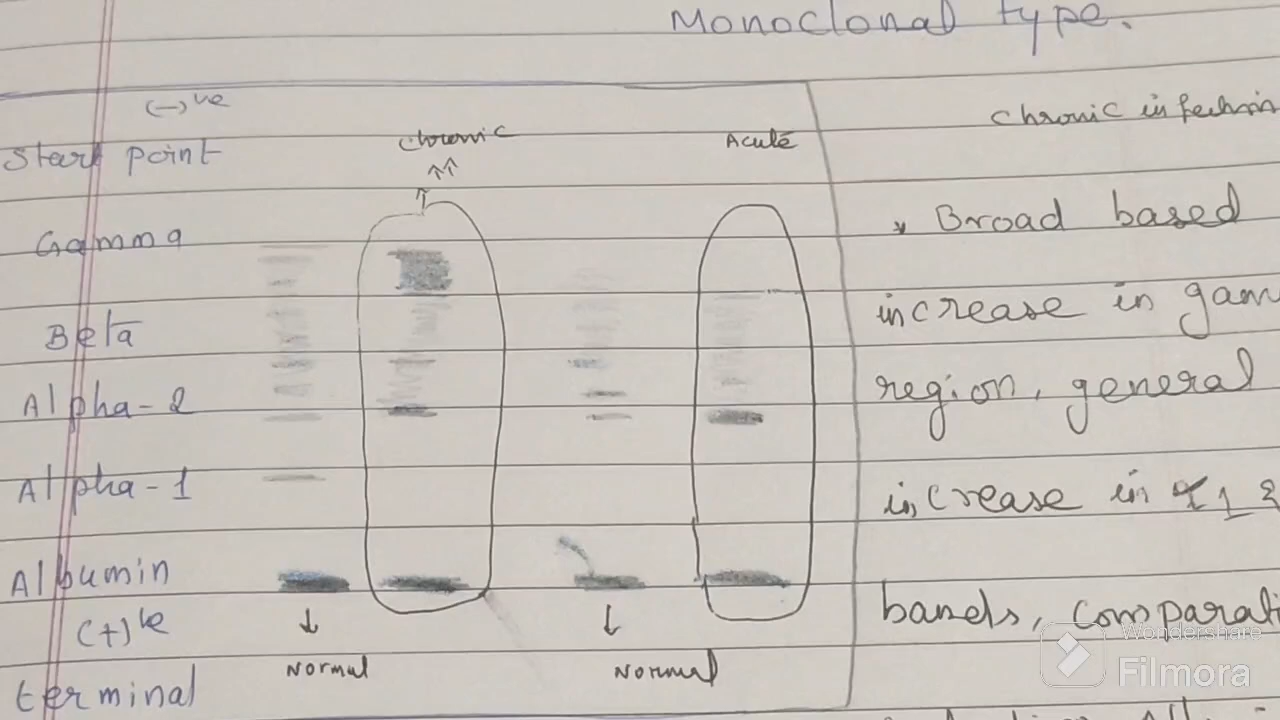 Monoclonal type.
(-)ve
Start point
Chronic
Acute
Gamma
Beta
Alpha-2
Alpha-1
Albumin
(+)ve
terminal
Normal
Normal
Chronic infection
Broad based
increase in gam
region, general
increase in α1 &
bands, comparati
Wondershare
Filmora